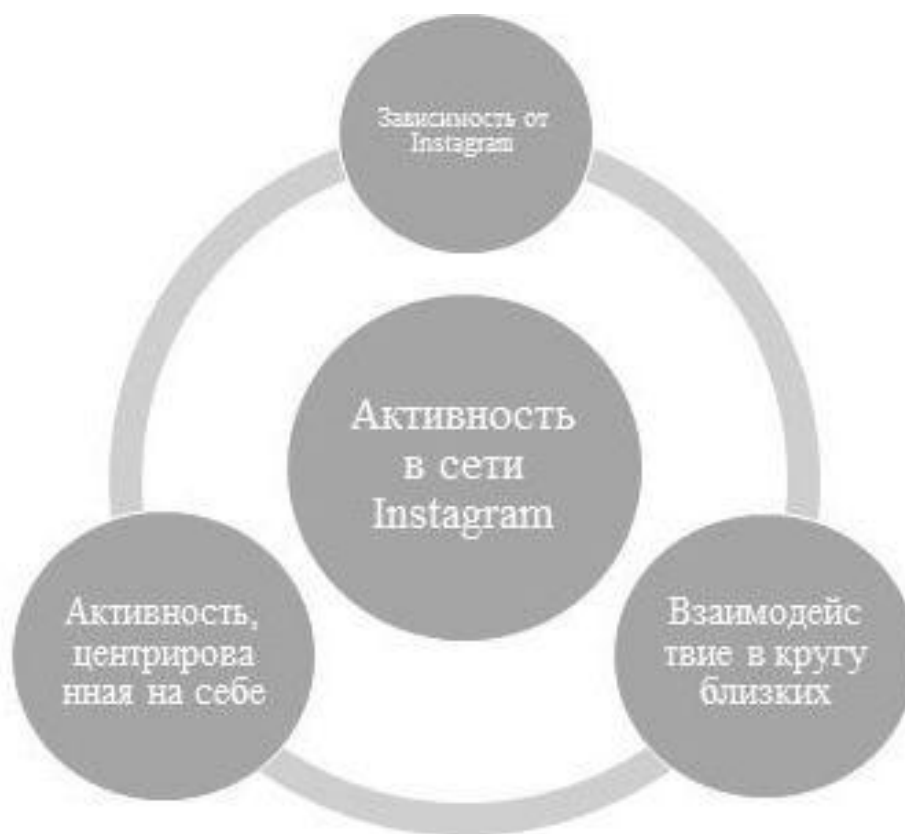 Зависимость от
Instagram
Активность
в сети
Instagram
Активность,
центрирова
нная на себе
Взаимодейс
твие в кругу
близких